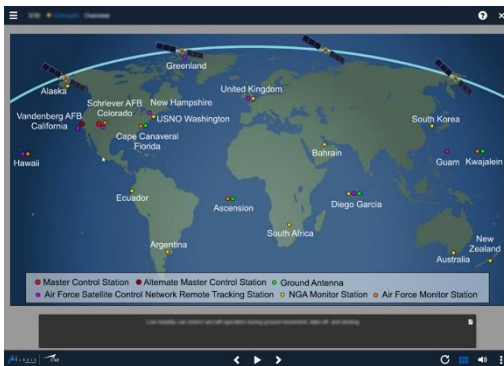 Greenland
Alaska
United Kingdom
Schriever AFB
Colorado
New Hampshire
USNO Washington
Vandenberg AFB
California
Cape Canaveral
Florida
South Korea
Hawaii
Bahrain
Guam
Kwajalein
Ecuador
Ascension
Diego Garcia
South Africa
Argentina
New
Zealand
Australia
Master Control Station
Alternate Master Control Station
Ground Antenna
Air Force Satellite Control Network Remote Tracking Station
NGA Monitor Station
Air Force Monitor Station
CAE